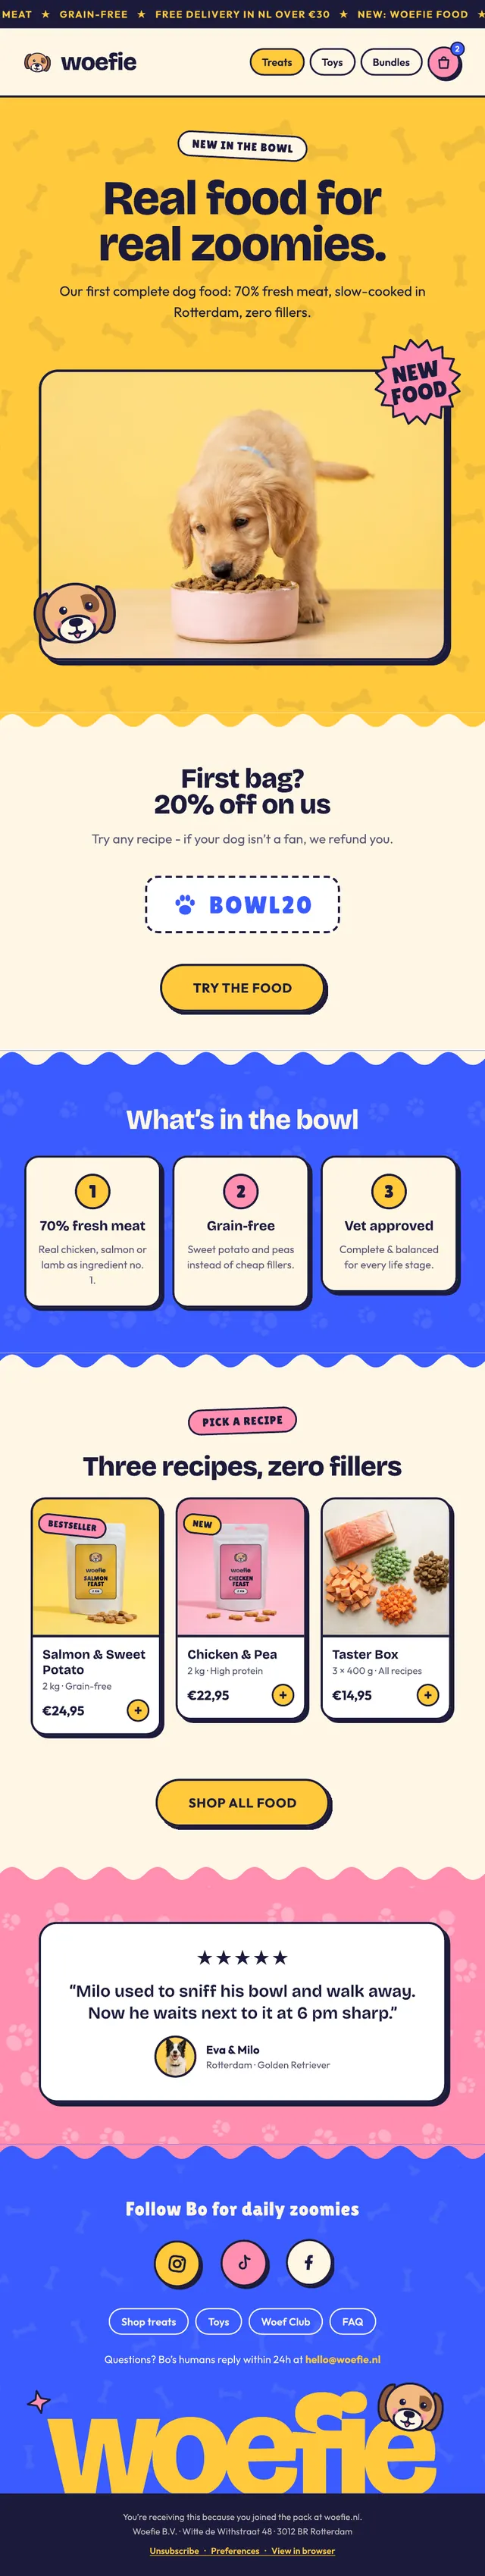 MEAT ★ GRAIN-FREE ★ FREE DELIVERY IN NL OVER €30 ★ NEW: WOEFIE FOOD ★
woefie
Treats
Toys
Bundles
2
NEW IN THE BOWL
Real food for
real zoomies.
Our first complete dog food: 70% fresh meat, slow-cooked in
Rotterdam, zero fillers.
NEW
FOOD
First bag?
20% off on us
Try any recipe - if your dog isn't a fan, we refund you.
BOWL20
TRY THE FOOD
What's in the bowl
1
70% fresh meat
Real chicken, salmon or
lamb as ingredient no.
1.
2
Grain-free
Sweet potato and peas
instead of cheap fillers.
3
Vet approved
Complete & balanced
for every life stage.
PICK A RECIPE
Three recipes, zero fillers
BESTSELLER
woefie
SALMON
FEAST
Salmon & Sweet
Potato
2 kg · Grain-free
€24,95
+
NEW
woefie
CHICKEN
FEAST
Chicken & Pea
2 kg · High protein
€22,95
+
Taster Box
3 × 400 g · All recipes
€14,95
+
SHOP ALL FOOD
★★★★★
“Milo used to sniff his bowl and walk away.
Now he waits next to it at 6 pm sharp.”
Eva & Milo
Rotterdam · Golden Retriever
Follow Bo for daily zoomies
Shop treats
Toys
Woef Club
FAQ
Questions? Bo's humans reply within 24h at hello@woefie.nl
woefie
You're receiving this because you joined the pack at woefie.nl.
Woefie B.V. · Witte de Withstraat 48 · 3012 BR Rotterdam
Unsubscribe · Preferences · View in browser